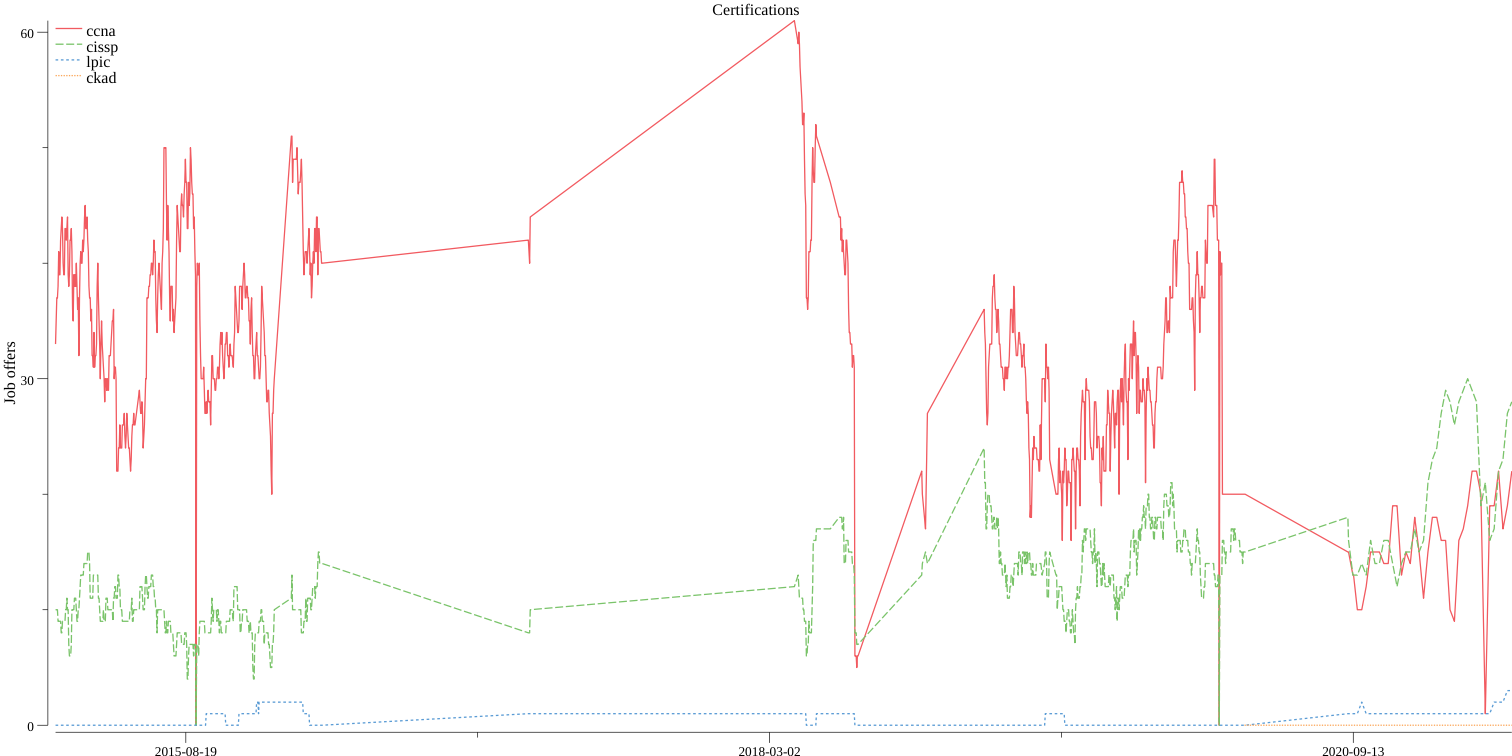 Certifications
60
ccna
cissp
lpic
ckad
Job offers
30
0
2015-08-19
2018-03-02
2020-09-13